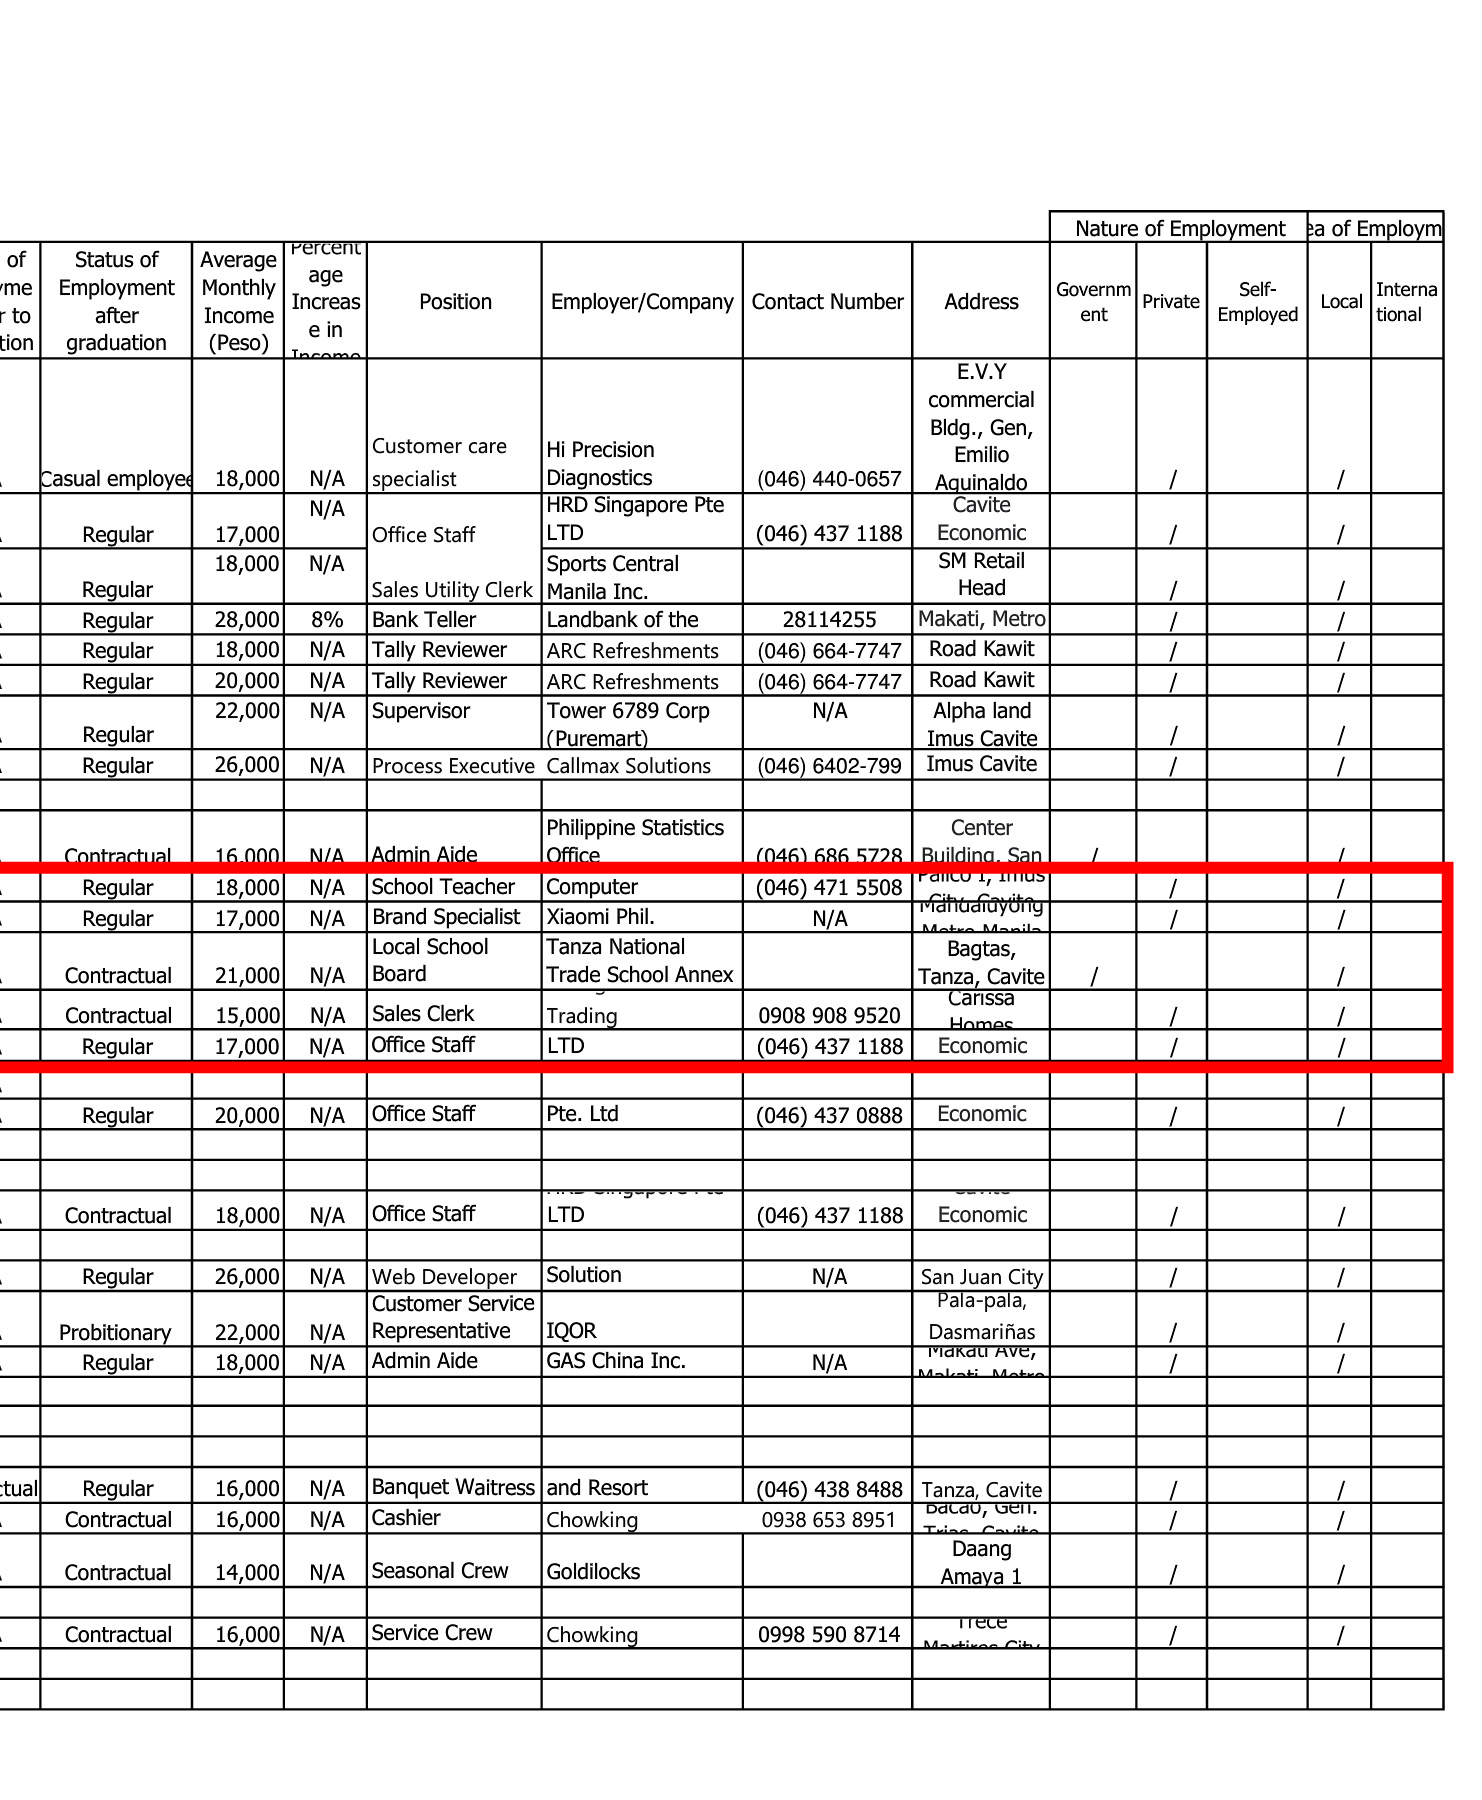 Nature of Employment ea of Employm
of
yme
r to
tion
Status of
Employment
after
graduation
Average
Monthly
Income
(Peso)
Percent
age
Increas
e in
Income
Position
Employer/Company
Contact Number
Address
Governm
ent
Private
Self-
Employed
Local
Interna
tional
Casual employee 18,000 N/A
Customer care
specialist
Hi Precision
Diagnostics
(046) 440-0657
E.V.Y
commercial
Bldg., Gen,
Emilio
Aguinaldo
/ /
Regular 17,000 N/A Office Staff
HRD Singapore Pte
LTD
(046) 437 1188
Cavite
Economic
/ /
Regular 18,000 N/A Sales Utility Clerk
Sports Central
Manila Inc.
SM Retail
Head
/ /
Regular 28,000 8% Bank Teller Landbank of the 28114255 Makati, Metro / /
Regular 18,000 N/A Tally Reviewer ARC Refreshments (046) 664-7747 Road Kawit / /
Regular 20,000 N/A Tally Reviewer ARC Refreshments (046) 664-7747 Road Kawit / /
Regular 22,000 N/A Supervisor
Tower 6789 Corp
(Puremart)
N/A
Alpha land
Imus Cavite
/ /
Regular 26,000 N/A Process Executive Callmax Solutions (046) 6402-799 Imus Cavite / /
Contractual 16,000 N/A Admin Aide
Philippine Statistics
Office
(046) 686 5728
Center
Building, San
/ /
Regular 18,000 N/A School Teacher Computer (046) 471 5508
Palico 1, Imus
City, Cavite
/ /
Regular 17,000 N/A Brand Specialist Xiaomi Phil. N/A
Mandaluyong
Metro Manila
/ /
Contractual 21,000 N/A
Local School
Board
Tanza National
Trade School Annex
Bagtas,
Tanza, Cavite
/ /
Contractual 15,000 N/A Sales Clerk Trading 0908 908 9520
Carissa
Homes
/ /
Regular 17,000 N/A Office Staff LTD (046) 437 1188 Economic / /
Regular 20,000 N/A Office Staff Pte. Ltd (046) 437 0888 Economic / /
Contractual 18,000 N/A Office Staff
HRD Singapore Pte
LTD
(046) 437 1188
Cavite
Economic
/ /
Regular 26,000 N/A Web Developer Solution N/A San Juan City / /
Probitionary 22,000 N/A
Customer Service
Representative
IQOR
Pala-pala,
Dasmariñas
/ /
Regular 18,000 N/A Admin Aide GAS China Inc. N/A
Makati Ave,
Makati, Metro
/ /
ctual Regular 16,000 N/A Banquet Waitress and Resort (046) 438 8488 Tanza, Cavite / /
Contractual 16,000 N/A Cashier Chowking 0938 653 8951
Bacao, Gen.
Trias, Cavite
/ /
Contractual 14,000 N/A Seasonal Crew Goldilocks
Daang
Amaya 1
/ /
Contractual 16,000 N/A Service Crew Chowking 0998 590 8714
Trece
Martires City
/ /